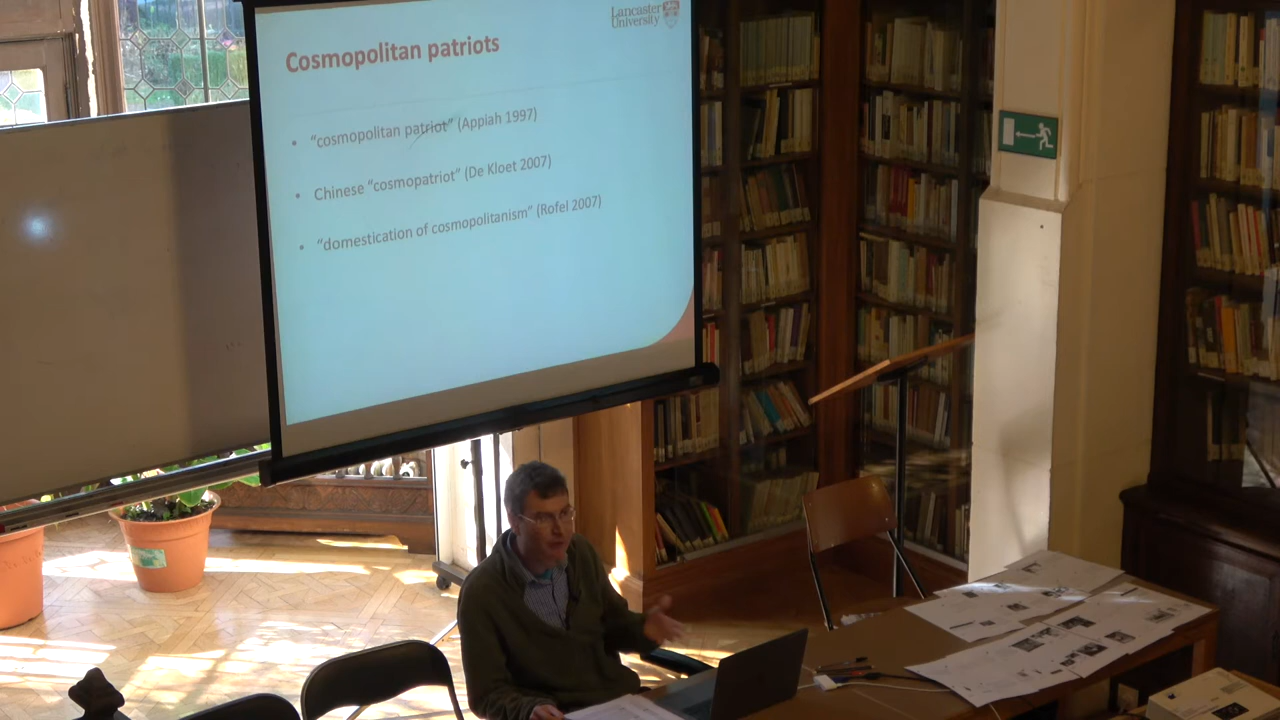 Lancaster
University
Cosmopolitan patriots
• “cosmopolitan patriot” (Appiah 1997)
• Chinese “cosmopatriot” (De Kloet 2007)
• “domestication of cosmopolitanism” (Rofel 2007)